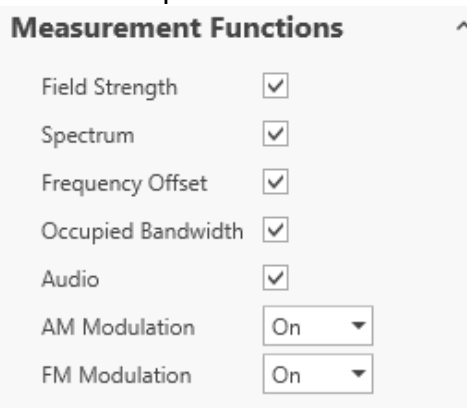 Measurement Functions
Field Strength
Spectrum
Frequency Offset
Occupied Bandwidth
Audio
AM Modulation On
FM Modulation On